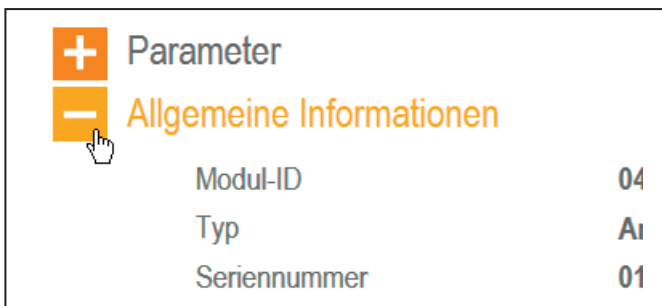 Parameter
Allgemeine Informationen
Modul-ID 04
Typ
Seriennummer 01